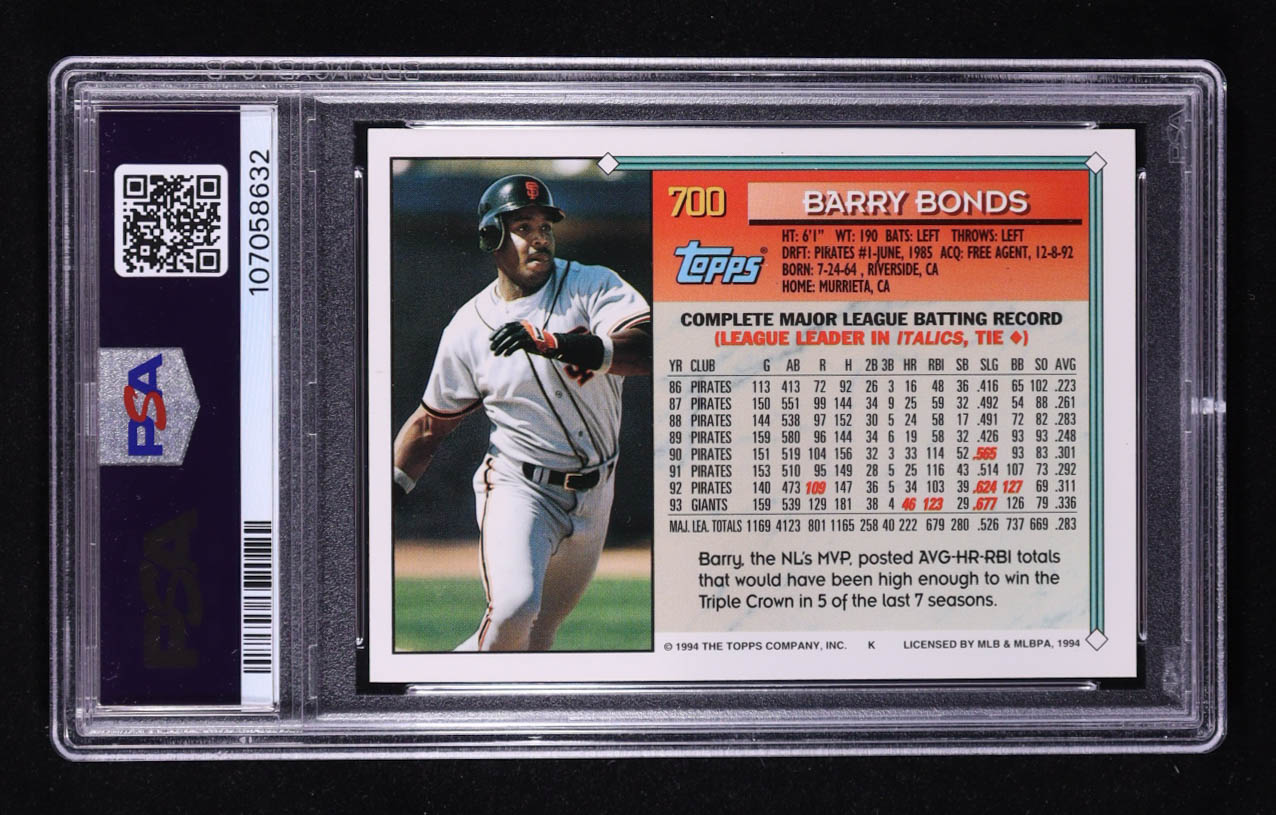 107058632
PSA
PSA
PSA
SF
700
BARRY BONDS
Topps®
HT: 6'1" WT: 190 BATS: LEFT THROWS: LEFT
DRFT: PIRATES #1-JUNE, 1985 ACQ: FREE AGENT, 12-8-92
BORN: 7-24-64 , RIVERSIDE, CA
HOME: MURRIETA, CA
COMPLETE MAJOR LEAGUE BATTING RECORD
(LEAGUE LEADER IN ITALICS, TIE ◆)
YR CLUB G AB R H 2B 3B HR RBI SB SLG BB SO AVG
86 PIRATES 113 413 72 92 26 3 16 48 36 .416 65 102 .223
87 PIRATES 150 551 99 144 34 9 25 59 32 .492 54 88 .261
88 PIRATES 144 538 97 152 30 5 24 58 17 .491 72 82 .283
89 PIRATES 159 580 96 144 34 6 19 58 32 .426 93 93 .248
90 PIRATES 151 519 104 156 32 3 33 114 52 .565 93 83 .301
91 PIRATES 153 510 95 149 28 5 25 116 43 .514 107 73 .292
92 PIRATES 140 473 109 147 36 5 34 103 39 .624 127 69 .311
93 GIANTS 159 539 129 181 38 4 46 123 29 .677 126 79 .336
MAJ. LEA. TOTALS 1169 4123 801 1165 258 40 222 679 280 .526 737 669 .283
Barry, the NL's MVP, posted AVG-HR-RBI totals
that would have been high enough to win the
Triple Crown in 5 of the last 7 seasons.
© 1994 THE TOPPS COMPANY, INC. K LICENSED BY MLB & MLBPA, 1994